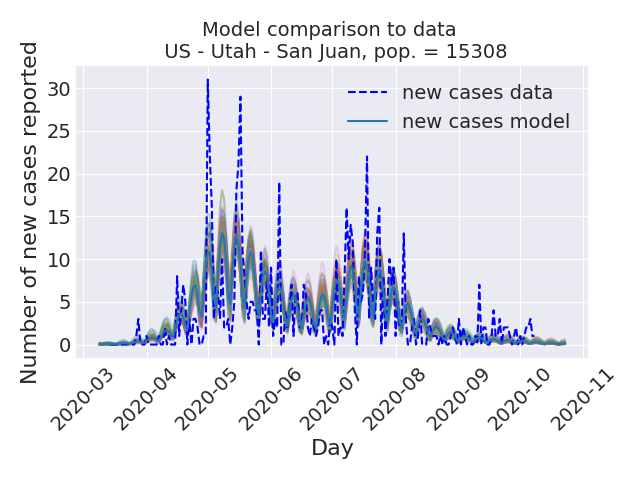 Model comparison to data
US - Utah - San Juan, pop. = 15308
Number of new cases reported
30
25
20
15
10
5
0
new cases data
new cases model
2020-03
2020-04
2020-05
2020-06
2020-07
2020-08
2020-09
2020-10
2020-11
Day